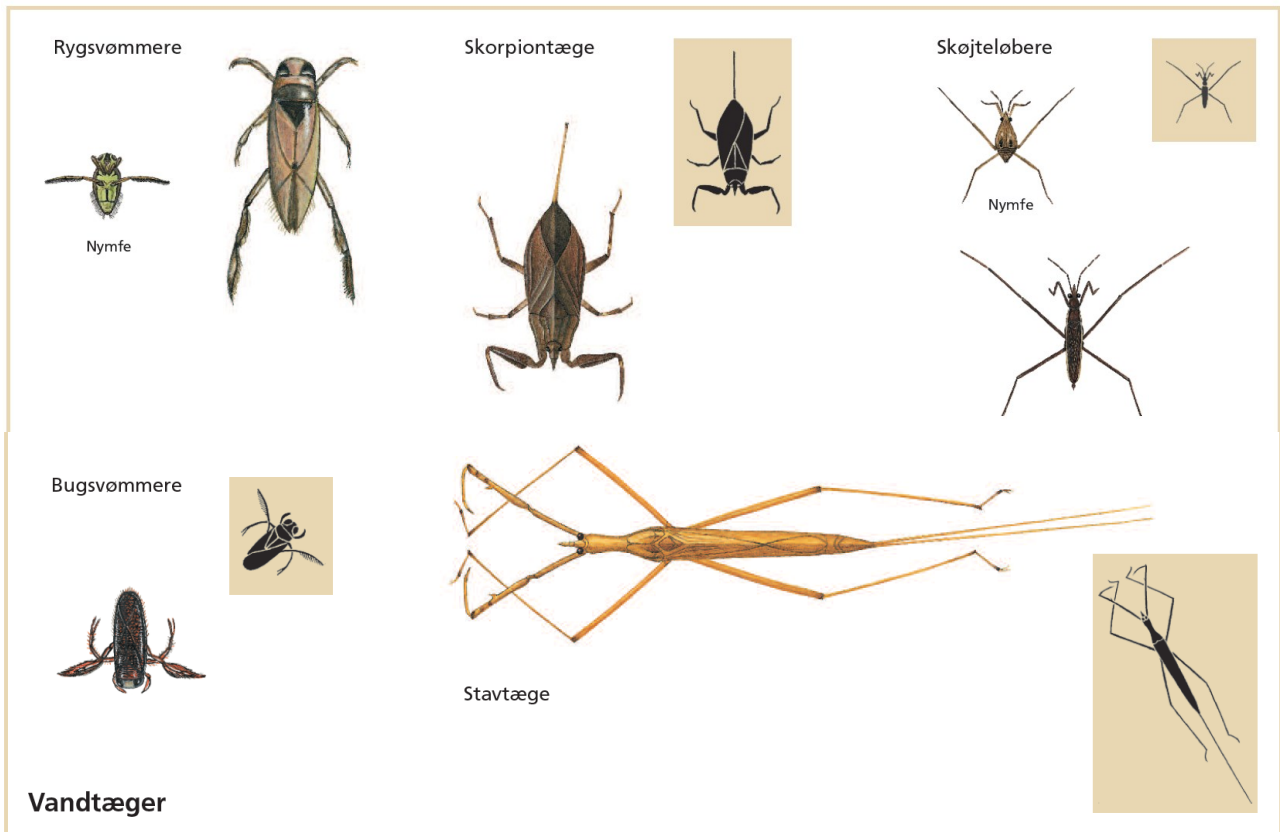 Rygsvømmere
Skorpiontæge
Skøjteløbere
Nymfe
Nymfe
Bugsvømmere
Stavtæge
Vandtæger